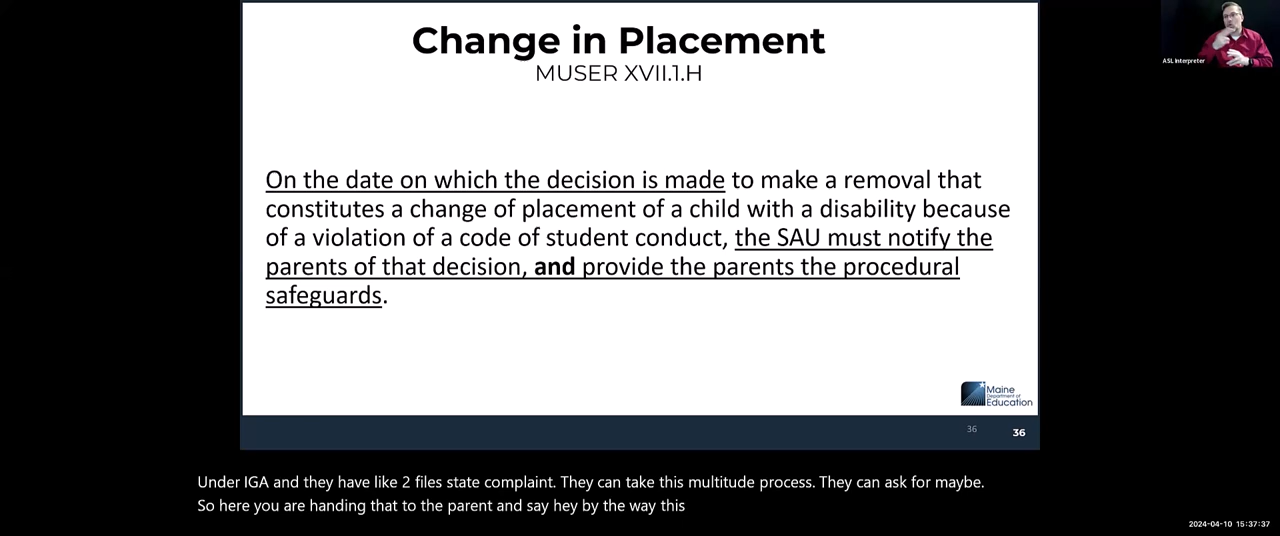 Change in Placement
MUSER XVII.1.H
ASL Interpreter
On the date on which the decision is made to make a removal that
constitutes a change of placement of a child with a disability because
of a violation of a code of student conduct, the SAU must notify the
parents of that decision, and provide the parents the procedural
safeguards.
Maine
Department of
Education
36
36
Under IGA and they have like 2 files state complaint. They can take this multitude process. They can ask for maybe.
So here you are handing that to the parent and say hey by the way this
2024-04-10 15:37:37